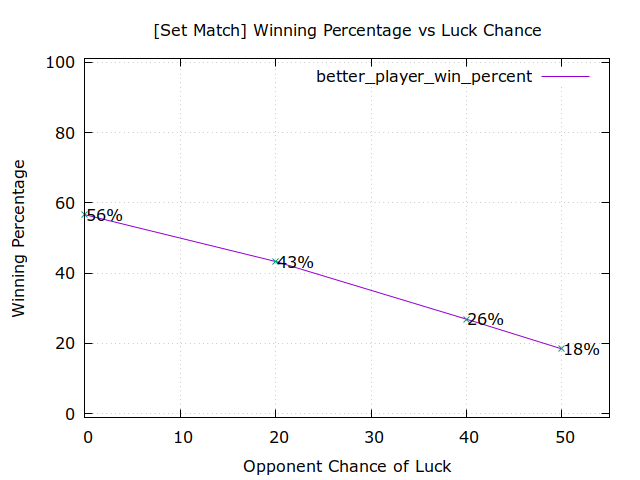 [Set Match] Winning Percentage vs Luck Chance
100
better_player_win_percent
80
60
56%
43%
40
26%
20
18%
0
0 10 20 30 40 50
Winning Percentage
Opponent Chance of Luck